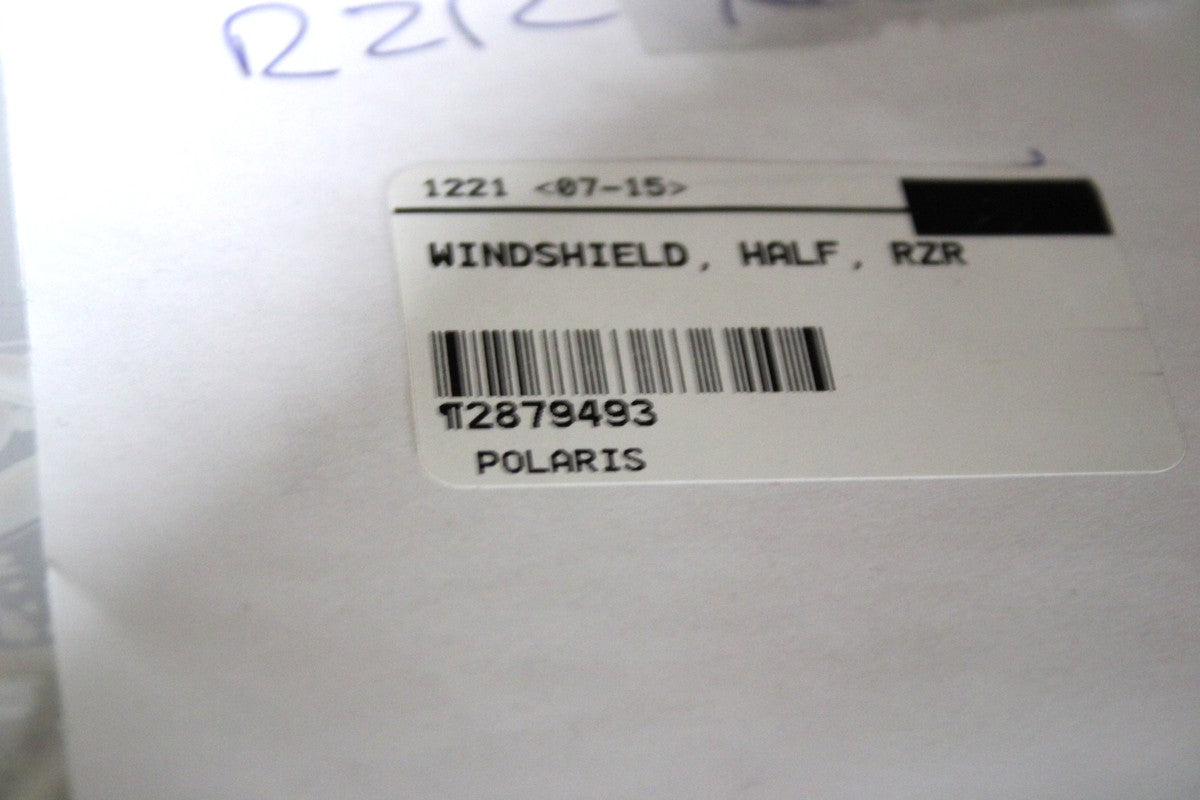 RZR
1221 <07-15>
WINDSHIELD, HALF, RZR
¶2879493
POLARIS